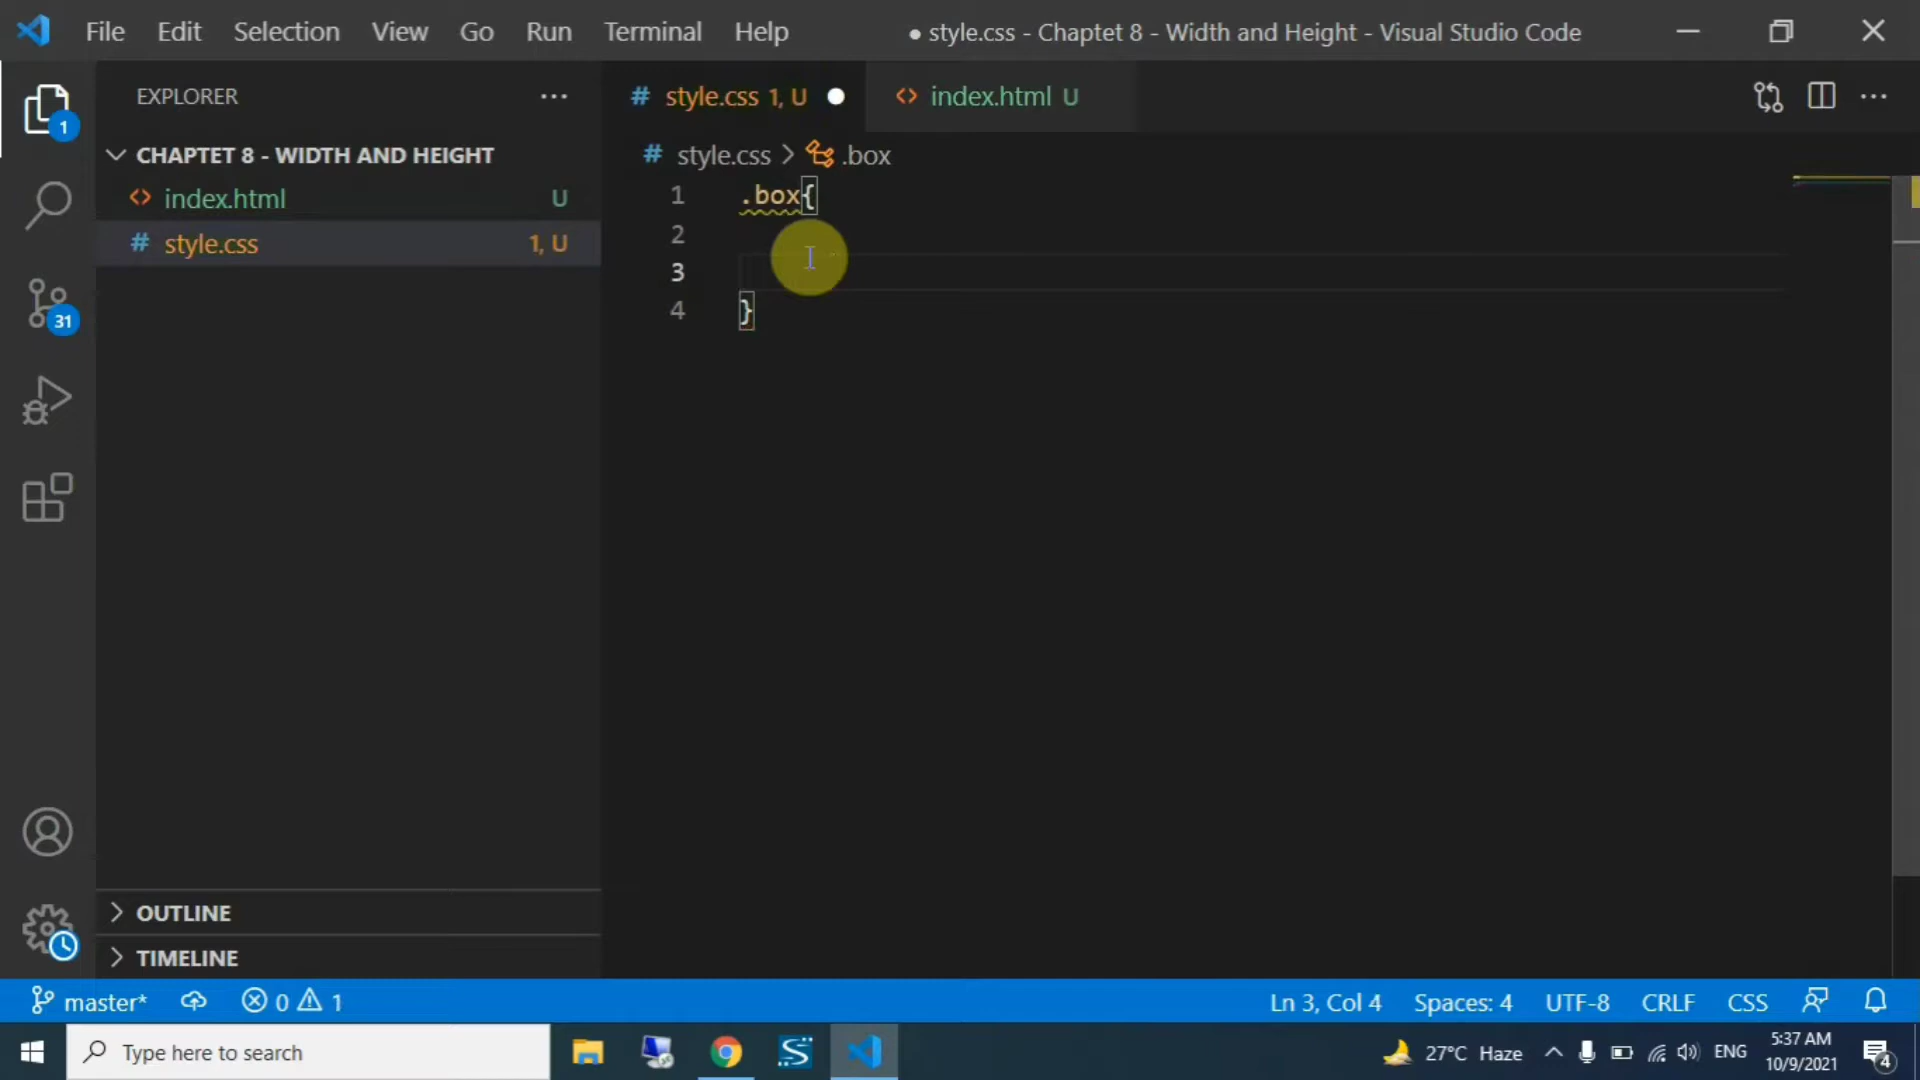 File Edit Selection View Go Run Terminal Help ● style.css - Chaptet 8 - Width and Height - Visual Studio Code
EXPLORER
# style.css 1, U
<> index.html U
CHAPTET 8 - WIDTH AND HEIGHT
<> index.html U
# style.css 1, U
# style.css > .box
1 .box{
2
3
4 }
1
31
OUTLINE
TIMELINE
master* 0 1
Ln 3, Col 4 Spaces: 4 UTF-8 CRLF CSS
Type here to search
27°C Haze ENG
5:37 AM
10/9/2021
4